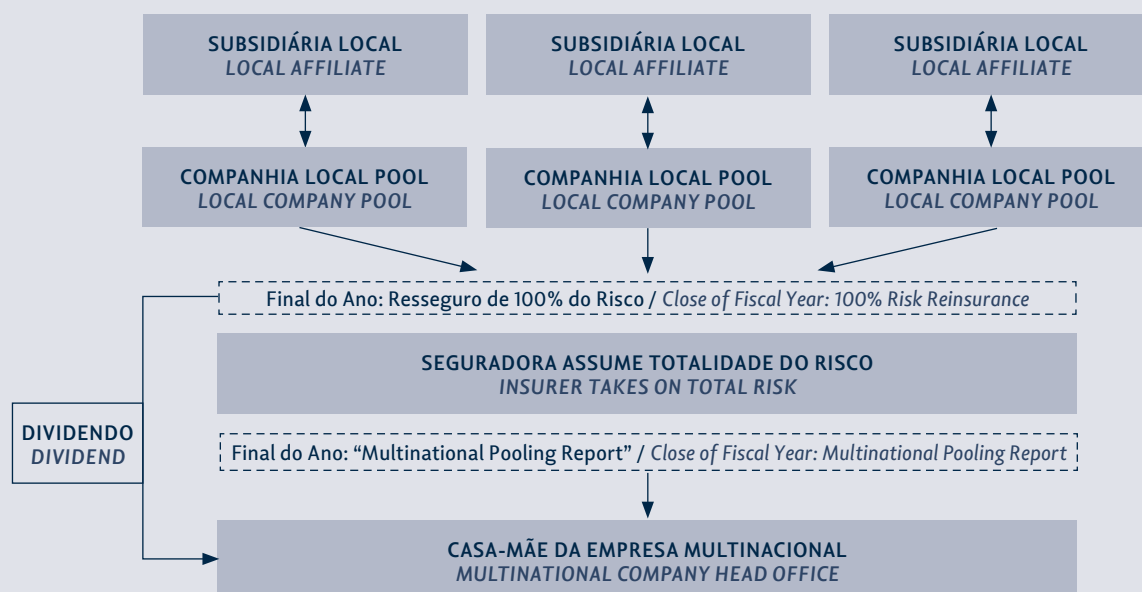 SUBSIDIÁRIA LOCAL
LOCAL AFFILIATE
SUBSIDIÁRIA LOCAL
LOCAL AFFILIATE
SUBSIDIÁRIA LOCAL
LOCAL AFFILIATE
COMPANHIA LOCAL POOL
LOCAL COMPANY POOL
COMPANHIA LOCAL POOL
LOCAL COMPANY POOL
COMPANHIA LOCAL POOL
LOCAL COMPANY POOL
Final do Ano: Resseguro de 100% do Risco / Close of Fiscal Year: 100% Risk Reinsurance
SEGURADORA ASSUME TOTALIDADE DO RISCO
INSURER TAKES ON TOTAL RISK
DIVIDENDO
DIVIDEND
Final do Ano: “Multinational Pooling Report” / Close of Fiscal Year: Multinational Pooling Report
CASA-MÃE DA EMPRESA MULTINACIONAL
MULTINATIONAL COMPANY HEAD OFFICE